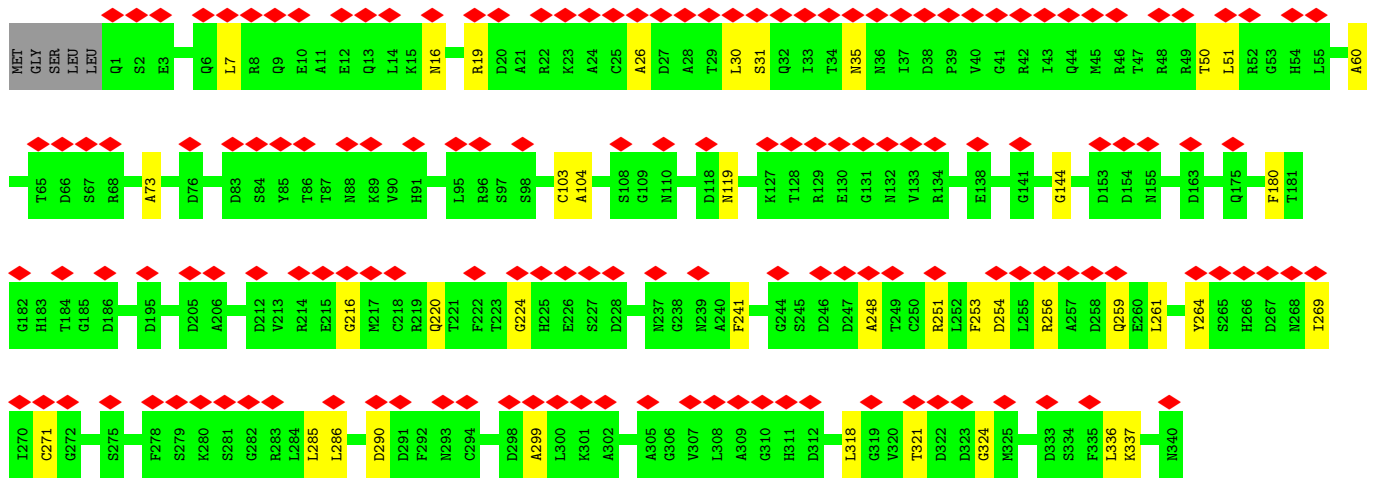 MET GLY SER LEU LEU Q1 S2 E3 Q6 L7 R8 Q9 E10 A11 E12 Q13 L14 K15 N16 R19 D20 A21 R22 K23 A24 C25 A26 D27 A28 T29 L30 S31 Q32 I33 T34 N35 N36 I37 D38 P39 V40 G41 R42 I43 Q44 M45 R46 T47 R48 R49 T50 L51 R52 G53 H54 L55 A60
T65 D66 S67 R68 A73 D76 D83 S84 Y85 T86 T87 N88 K89 V90 H91 L95 R96 S97 S98 C103 A104 S108 G109 N110 D118 N119 K127 T128 R129 E130 G131 N132 V133 R134 E138 G141 G144 D153 D154 N155 D163 Q175 F180 T181
G182 H183 T184 G185 D186 D195 D205 A206 D212 V213 R214 E215 G216 M217 C218 R219 Q220 T221 F222 T223 G224 H225 E226 S227 D228 N237 G238 N239 A240 F241 G244 S245 D246 D247 A248 T249 C250 R251 L252 F253 D254 L255 R256 A257 D258 Q259 E260 L261 Y264 S265 H266 D267 N268 I269
I270 C271 G272 S275 F278 S279 K280 S281 G282 R283 L284 L285 L286 D290 D291 F292 N293 C294 D298 A299 L300 K301 A302 A305 G306 V307 L308 A309 G310 H311 D312 L318 G319 V320 T321 D322 D323 G324 M325 D333 S334 F335 L336 K337 N340